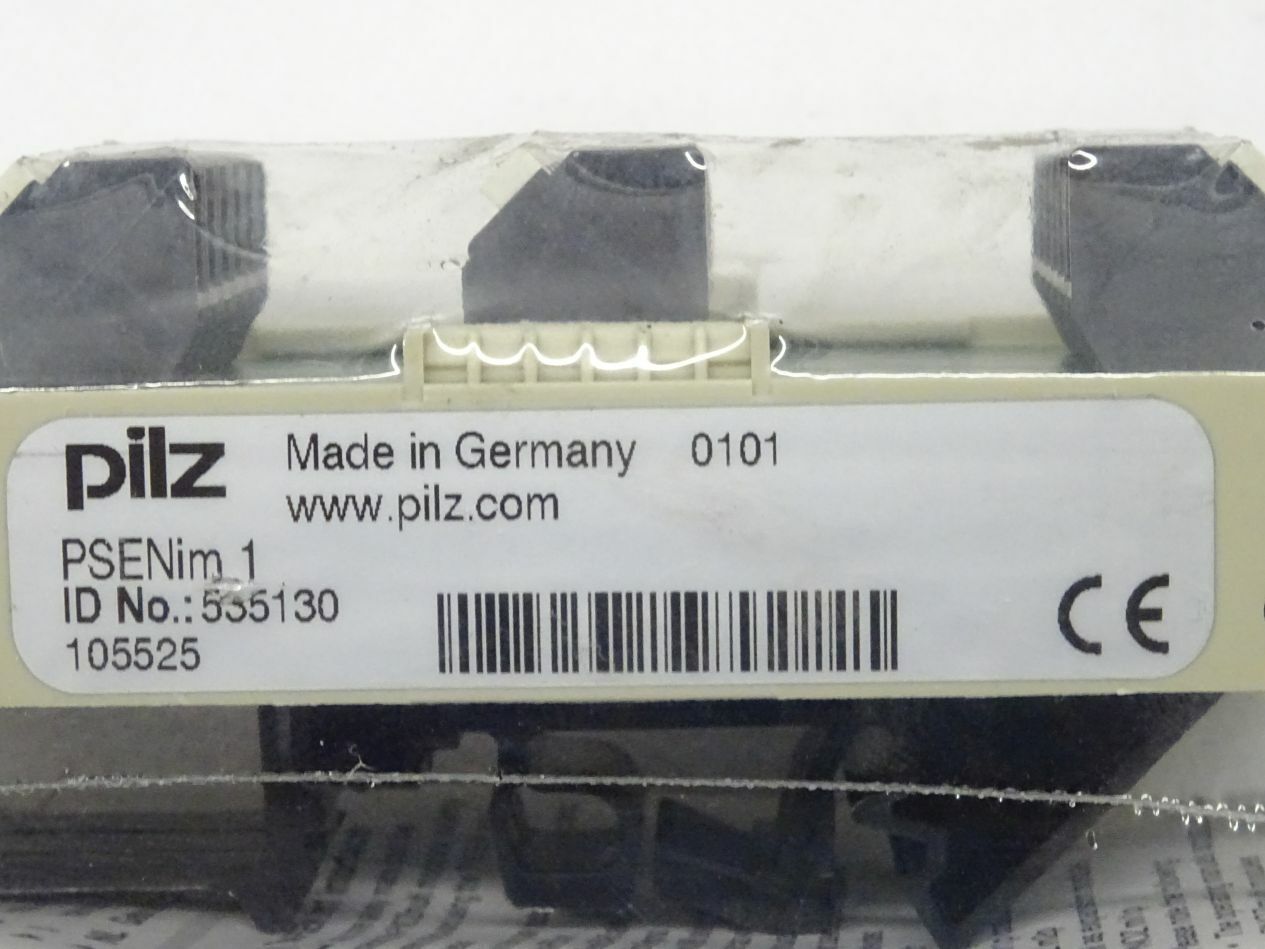 pilz Made in Germany 0101
www.pilz.com
PSENim 1
ID No.: 535130
105525
CE